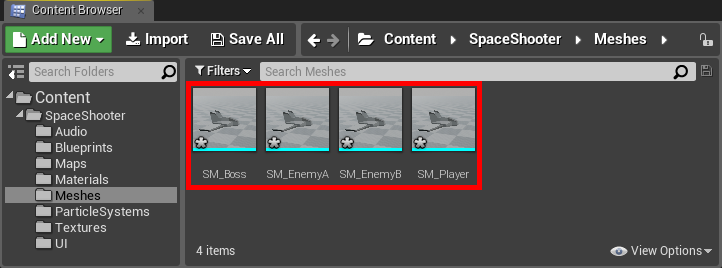 Content Browser
Add New Import Save All Content SpaceShooter Meshes
Search Folders
Filters Search Meshes
Content
SpaceShooter
Audio
Blueprints
Maps
Materials
Meshes
ParticleSystems
Textures
UI
SM_Boss SM_EnemyA SM_EnemyB SM_Player
4 items
View Options